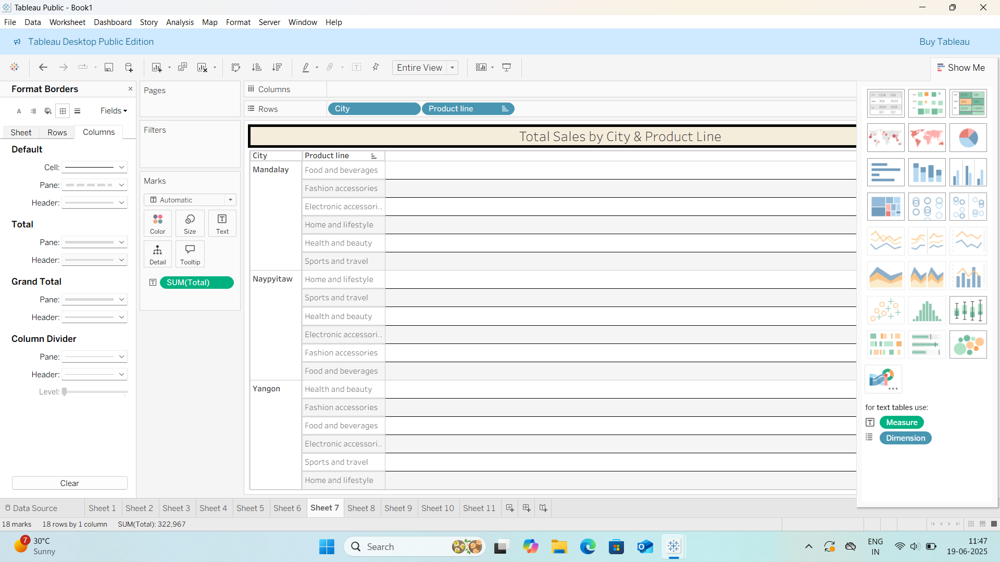 Tableau Public - Book1
File Data Worksheet Dashboard Story Analysis Map Format Server Window Help
Tableau Desktop Public Edition
Buy Tableau
Entire View
Show Me
Format Borders
Fields
Sheet Rows Columns
Default
Cell:
Pane:
Header:
Total
Pane:
Header:
Grand Total
Pane:
Header:
Column Divider
Pane:
Header:
Level:
Clear
Pages
Filters
Marks
Automatic
Color Size Text
Detail Tooltip
SUM(Total)
Columns
Rows City Product line
Total Sales by City & Product Line
City Product line
Mandalay Food and beverages
Fashion accessories
Electronic accessori..
Home and lifestyle
Health and beauty
Sports and travel
Naypyitaw Home and lifestyle
Sports and travel
Health and beauty
Electronic accessori..
Fashion accessories
Food and beverages
Yangon Health and beauty
Fashion accessories
Food and beverages
Electronic accessori..
Sports and travel
Home and lifestyle
for text tables use:
Measure
Dimension
Data Source Sheet 1 Sheet 2 Sheet 3 Sheet 4 Sheet 5 Sheet 6 Sheet 7 Sheet 8 Sheet 9 Sheet 10 Sheet 11
18 marks 18 rows by 1 column SUM(Total): 322,967
7
30°C
Sunny
Search
ENG
IN
11:47
19-06-2025